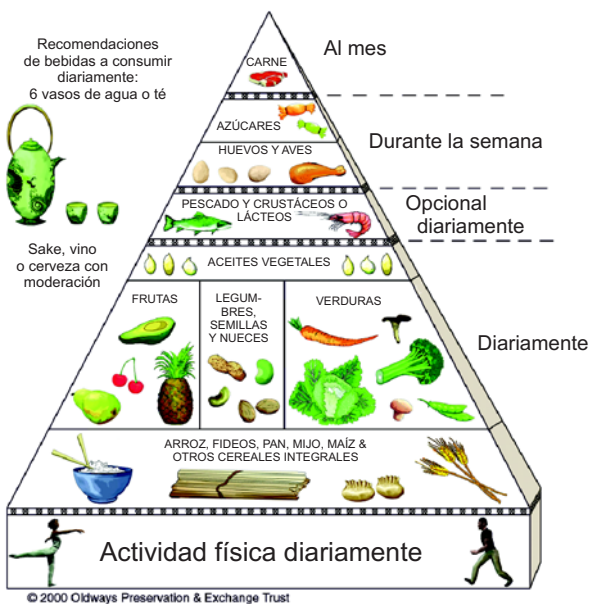 Recomendaciones
de bebidas a consumir
diariamente:
6 vasos de agua o té
Sake, vino
o cerveza con
moderación
CARNE
Al mes
AZÚCARES
HUEVOS Y AVES
Durante la semana
PESCADO Y CRUSTÁCEOS O
LÁCTEOS
Opcional
diariamente
ACEITES VEGETALES
FRUTAS
LEGUM-
BRES,
SEMILLAS
Y NUECES
VERDURAS
Diariamente
ARROZ, FIDEOS, PAN, MIJO, MAÍZ &
OTROS CEREALES INTEGRALES
Actividad física diariamente
© 2000 Oldways Preservation & Exchange Trust